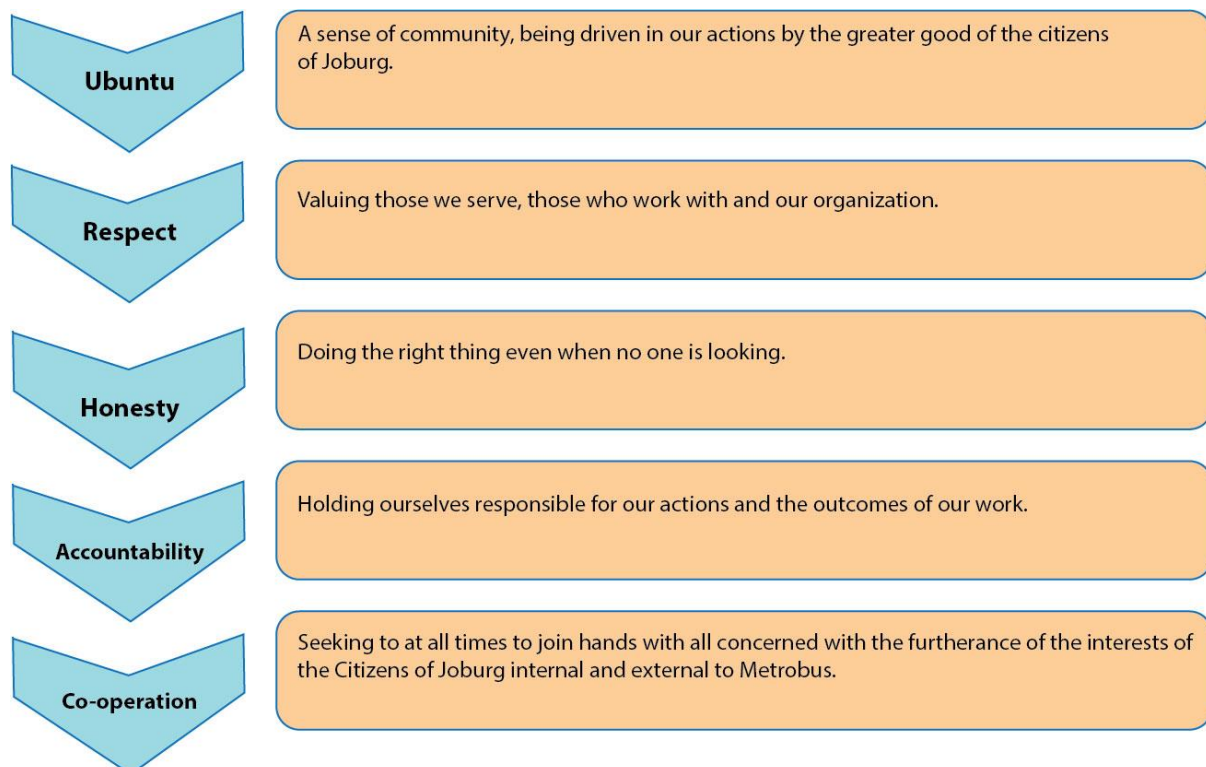 Ubuntu
A sense of community, being driven in our actions by the greater good of the citizens
of Joburg.
Respect
Valuing those we serve, those who work with and our organization.
Honesty
Doing the right thing even when no one is looking.
Accountability
Holding ourselves responsible for our actions and the outcomes of our work.
Co-operation
Seeking to at all times to join hands with all concerned with the furtherance of the interests of
the Citizens of Joburg internal and external to Metrobus.